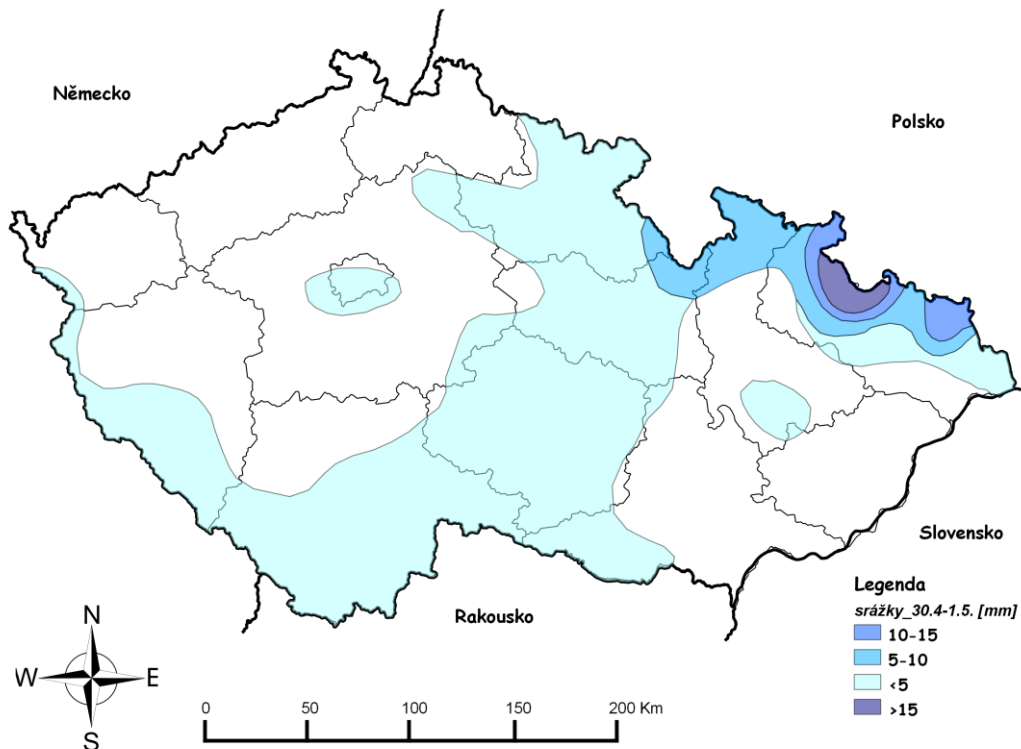 Německo
Polsko
Slovensko
Rakousko
Legenda
srážky_30.4-1.5. [mm]
10-15
5-10
<5
>15
N
W
E
S
0 50 100 150 200 Km